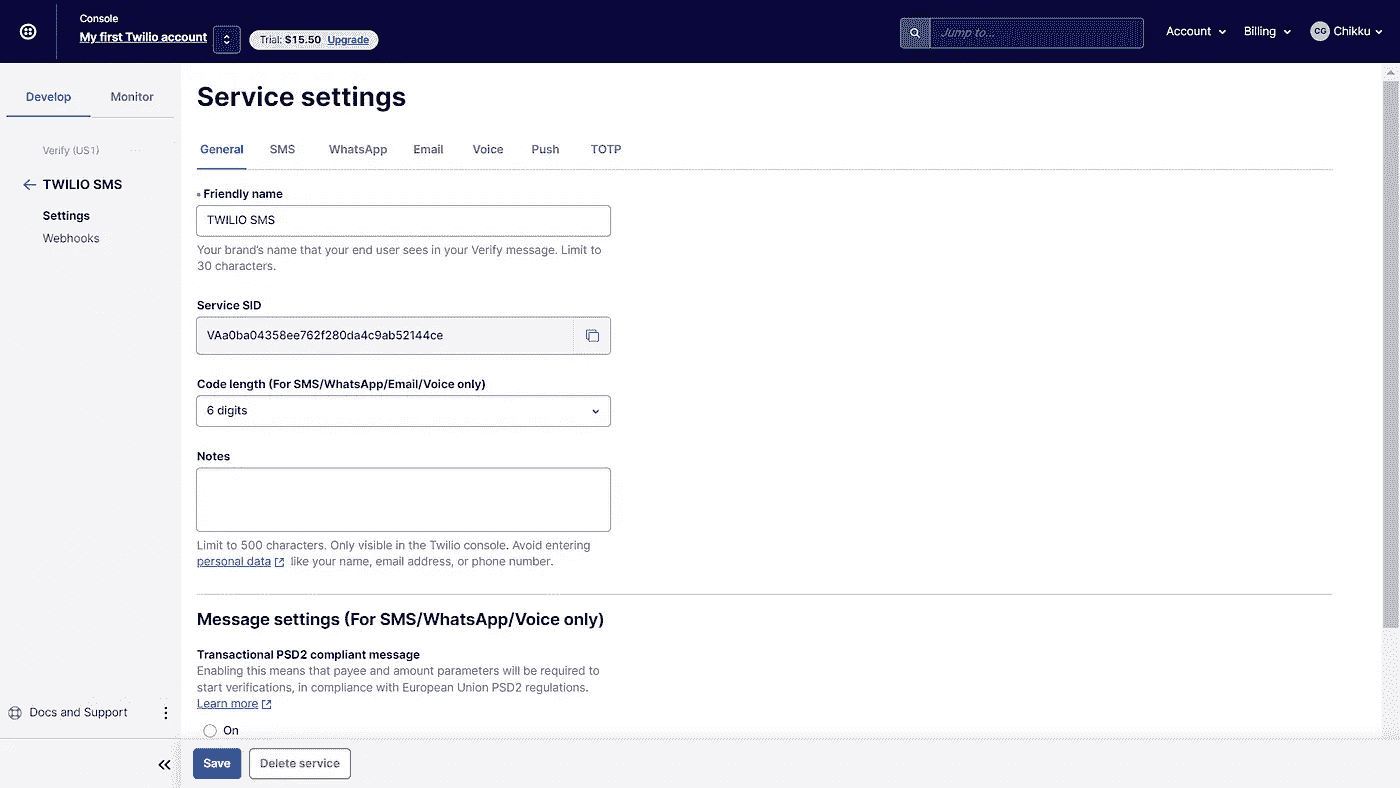 Console
My first Twilio account
Trial: $15.50 Upgrade
Jump to...
Account
Billing
CG Chikku
Develop Monitor
Verify (US1)
TWILIO SMS
Settings
Webhooks
Docs and Support
Service settings
General SMS WhatsApp Email Voice Push TOTP
Friendly name
TWILIO SMS
Your brand's name that your end user sees in your Verify message. Limit to
30 characters.
Service SID
VAa0ba04358ee762f280da4c9ab52144ce
Code length (For SMS/WhatsApp/Email/Voice only)
6 digits
Notes
Limit to 500 characters. Only visible in the Twilio console. Avoid entering
personal data like your name, email address, or phone number.
Message settings (For SMS/WhatsApp/Voice only)
Transactional PSD2 compliant message
Enabling this means that payee and amount parameters will be required to
start verifications, in compliance with European Union PSD2 regulations.
Learn more
On
Save Delete service